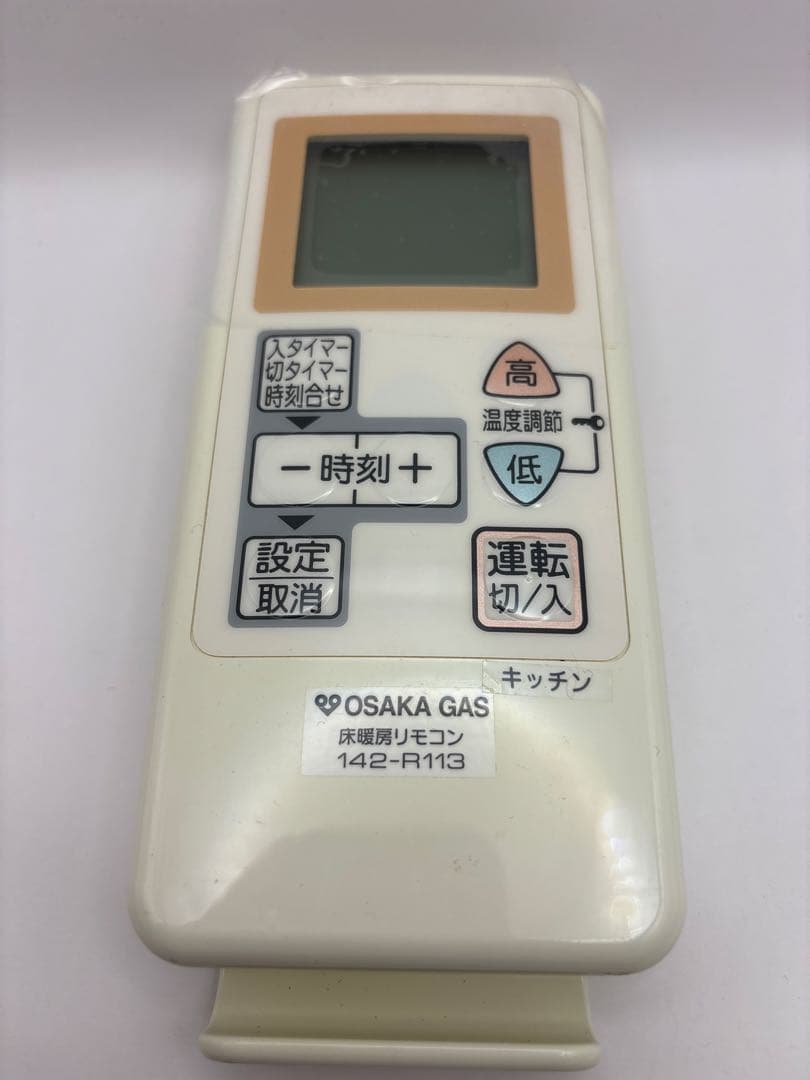 入タイマー
切タイマー
時刻合せ
高
温度調節
低
－時刻＋
設定
取消
運転
切/入
キッチン
OSAKA GAS
床暖房リモコン
142-R113